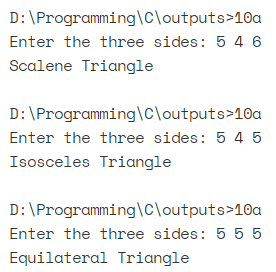 D:\Programming\C\outputs>10a
Enter the three sides: 5 4 6
Scalene Triangle
D:\Programming\C\outputs>10a
Enter the three sides: 5 4 5
Isosceles Triangle
D:\Programming\C\outputs>10a
Enter the three sides: 5 5 5
Equilateral Triangle